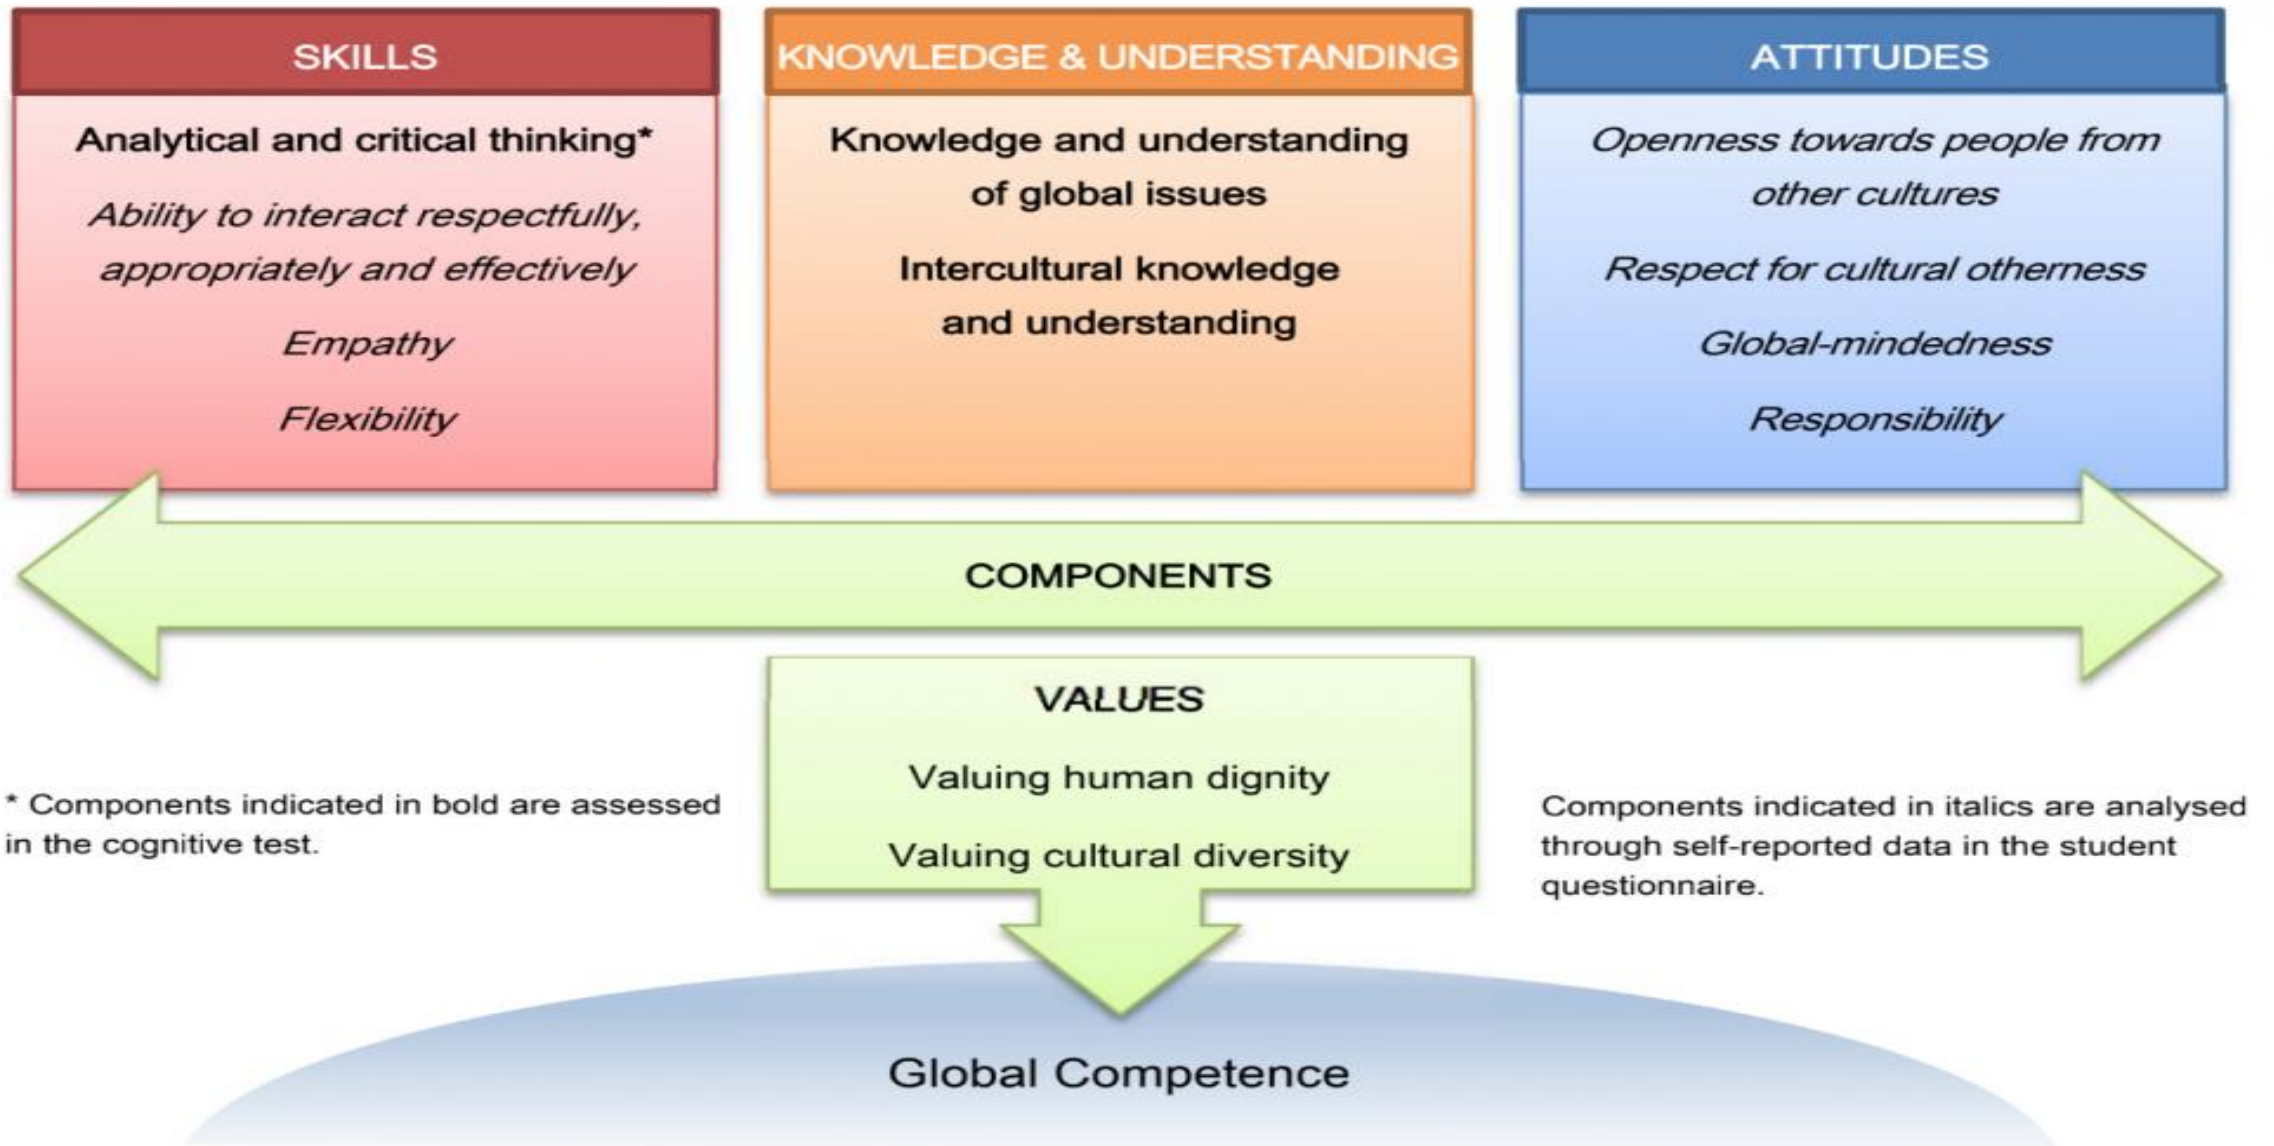 SKILLS
Analytical and critical thinking*
Ability to interact respectfully,
appropriately and effectively
Empathy
Flexibility
KNOWLEDGE & UNDERSTANDING
Knowledge and understanding
of global issues
Intercultural knowledge
and understanding
ATTITUDES
Openness towards people from
other cultures
Respect for cultural otherness
Global-mindedness
Responsibility
COMPONENTS
VALUES
Valuing human dignity
Valuing cultural diversity
* Components indicated in bold are assessed
in the cognitive test.
Components indicated in italics are analysed
through self-reported data in the student
questionnaire.
Global Competence